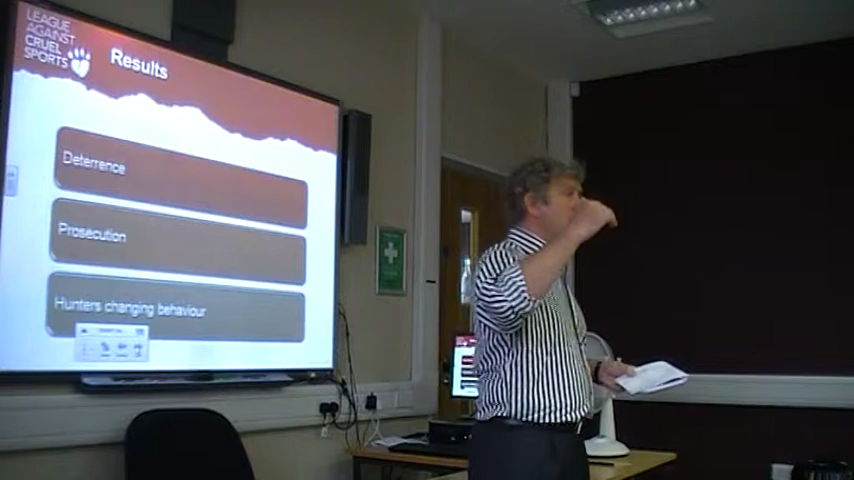 LEAGUE
AGAINST
CRUEL
SPORTS
Results
Deterrence
Prosecution
Hunters changing behaviour